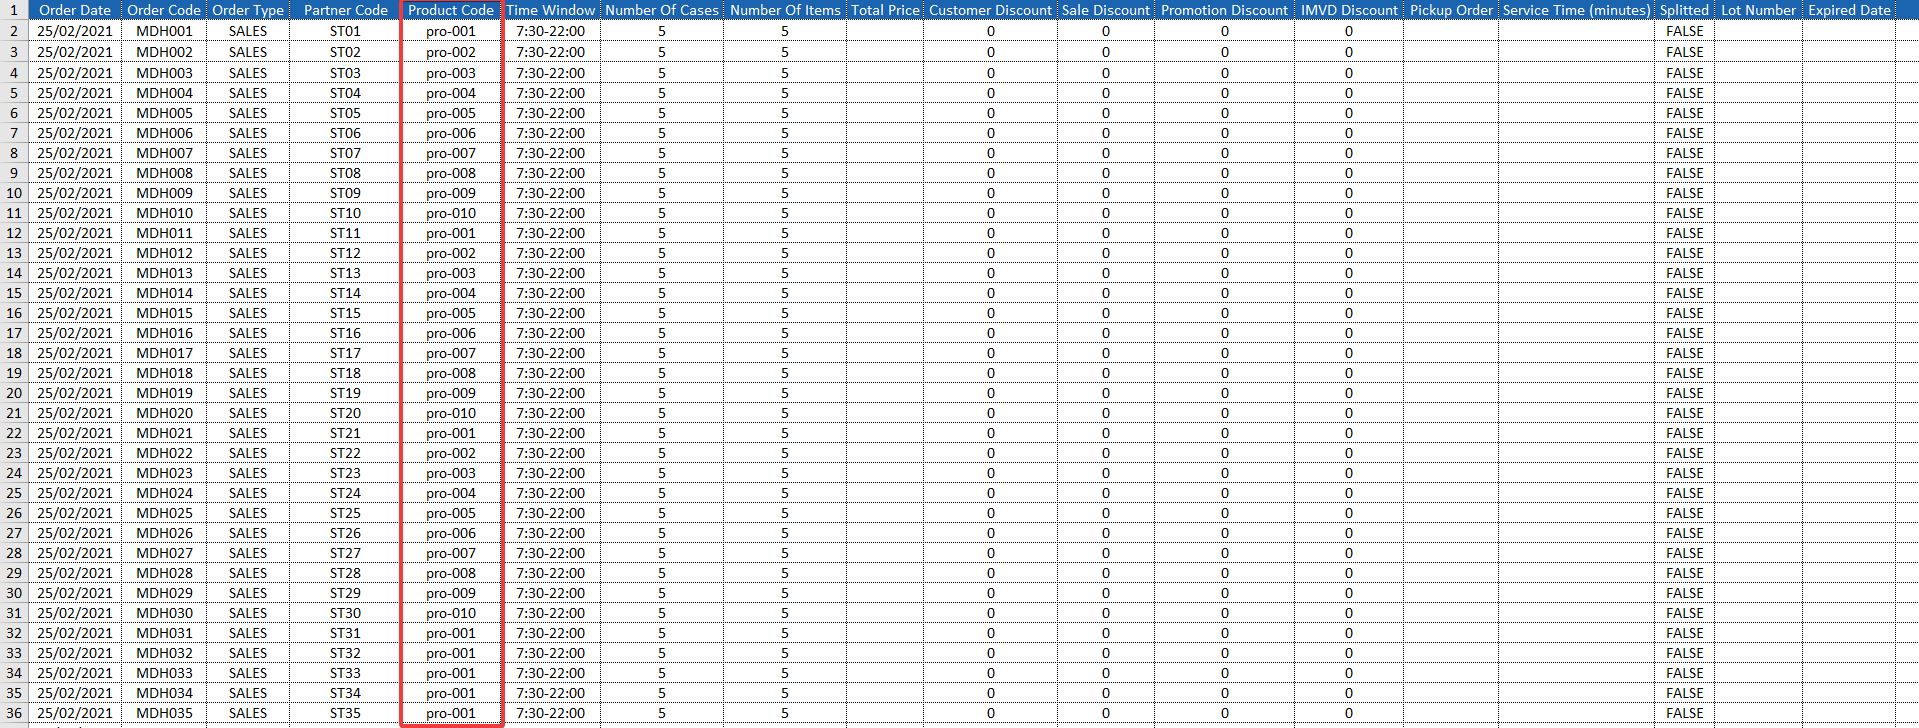 1 Order Date Order Code Order Type Partner Code Product Code Time Window Number Of Cases Number Of Items Total Price Customer Discount Sale Discount Promotion Discount IMVD Discount Pickup Order Service Time (minutes) Splitted Lot Number Expired Date
2 25/02/2021 MDH001 SALES ST01 pro-001 7:30-22:00 5 5 0 0 0 0 FALSE
3 25/02/2021 MDH002 SALES ST02 pro-002 7:30-22:00 5 5 0 0 0 0 FALSE
4 25/02/2021 MDH003 SALES ST03 pro-003 7:30-22:00 5 5 0 0 0 0 FALSE
5 25/02/2021 MDH004 SALES ST04 pro-004 7:30-22:00 5 5 0 0 0 0 FALSE
6 25/02/2021 MDH005 SALES ST05 pro-005 7:30-22:00 5 5 0 0 0 0 FALSE
7 25/02/2021 MDH006 SALES ST06 pro-006 7:30-22:00 5 5 0 0 0 0 FALSE
8 25/02/2021 MDH007 SALES ST07 pro-007 7:30-22:00 5 5 0 0 0 0 FALSE
9 25/02/2021 MDH008 SALES ST08 pro-008 7:30-22:00 5 5 0 0 0 0 FALSE
10 25/02/2021 MDH009 SALES ST09 pro-009 7:30-22:00 5 5 0 0 0 0 FALSE
11 25/02/2021 MDH010 SALES ST10 pro-010 7:30-22:00 5 5 0 0 0 0 FALSE
12 25/02/2021 MDH011 SALES ST11 pro-001 7:30-22:00 5 5 0 0 0 0 FALSE
13 25/02/2021 MDH012 SALES ST12 pro-002 7:30-22:00 5 5 0 0 0 0 FALSE
14 25/02/2021 MDH013 SALES ST13 pro-003 7:30-22:00 5 5 0 0 0 0 FALSE
15 25/02/2021 MDH014 SALES ST14 pro-004 7:30-22:00 5 5 0 0 0 0 FALSE
16 25/02/2021 MDH015 SALES ST15 pro-005 7:30-22:00 5 5 0 0 0 0 FALSE
17 25/02/2021 MDH016 SALES ST16 pro-006 7:30-22:00 5 5 0 0 0 0 FALSE
18 25/02/2021 MDH017 SALES ST17 pro-007 7:30-22:00 5 5 0 0 0 0 FALSE
19 25/02/2021 MDH018 SALES ST18 pro-008 7:30-22:00 5 5 0 0 0 0 FALSE
20 25/02/2021 MDH019 SALES ST19 pro-009 7:30-22:00 5 5 0 0 0 0 FALSE
21 25/02/2021 MDH020 SALES ST20 pro-010 7:30-22:00 5 5 0 0 0 0 FALSE
22 25/02/2021 MDH021 SALES ST21 pro-001 7:30-22:00 5 5 0 0 0 0 FALSE
23 25/02/2021 MDH022 SALES ST22 pro-002 7:30-22:00 5 5 0 0 0 0 FALSE
24 25/02/2021 MDH023 SALES ST23 pro-003 7:30-22:00 5 5 0 0 0 0 FALSE
25 25/02/2021 MDH024 SALES ST24 pro-004 7:30-22:00 5 5 0 0 0 0 FALSE
26 25/02/2021 MDH025 SALES ST25 pro-005 7:30-22:00 5 5 0 0 0 0 FALSE
27 25/02/2021 MDH026 SALES ST26 pro-006 7:30-22:00 5 5 0 0 0 0 FALSE
28 25/02/2021 MDH027 SALES ST27 pro-007 7:30-22:00 5 5 0 0 0 0 FALSE
29 25/02/2021 MDH028 SALES ST28 pro-008 7:30-22:00 5 5 0 0 0 0 FALSE
30 25/02/2021 MDH029 SALES ST29 pro-009 7:30-22:00 5 5 0 0 0 0 FALSE
31 25/02/2021 MDH030 SALES ST30 pro-010 7:30-22:00 5 5 0 0 0 0 FALSE
32 25/02/2021 MDH031 SALES ST31 pro-001 7:30-22:00 5 5 0 0 0 0 FALSE
33 25/02/2021 MDH032 SALES ST32 pro-001 7:30-22:00 5 5 0 0 0 0 FALSE
34 25/02/2021 MDH033 SALES ST33 pro-001 7:30-22:00 5 5 0 0 0 0 FALSE
35 25/02/2021 MDH034 SALES ST34 pro-001 7:30-22:00 5 5 0 0 0 0 FALSE
36 25/02/2021 MDH035 SALES ST35 pro-001 7:30-22:00 5 5 0 0 0 0 FALSE